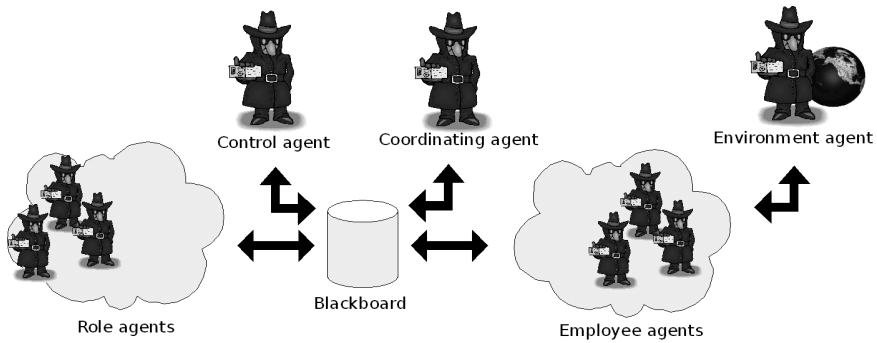 Control agent
Coordinating agent
Environment agent
Blackboard
Role agents
Employee agents